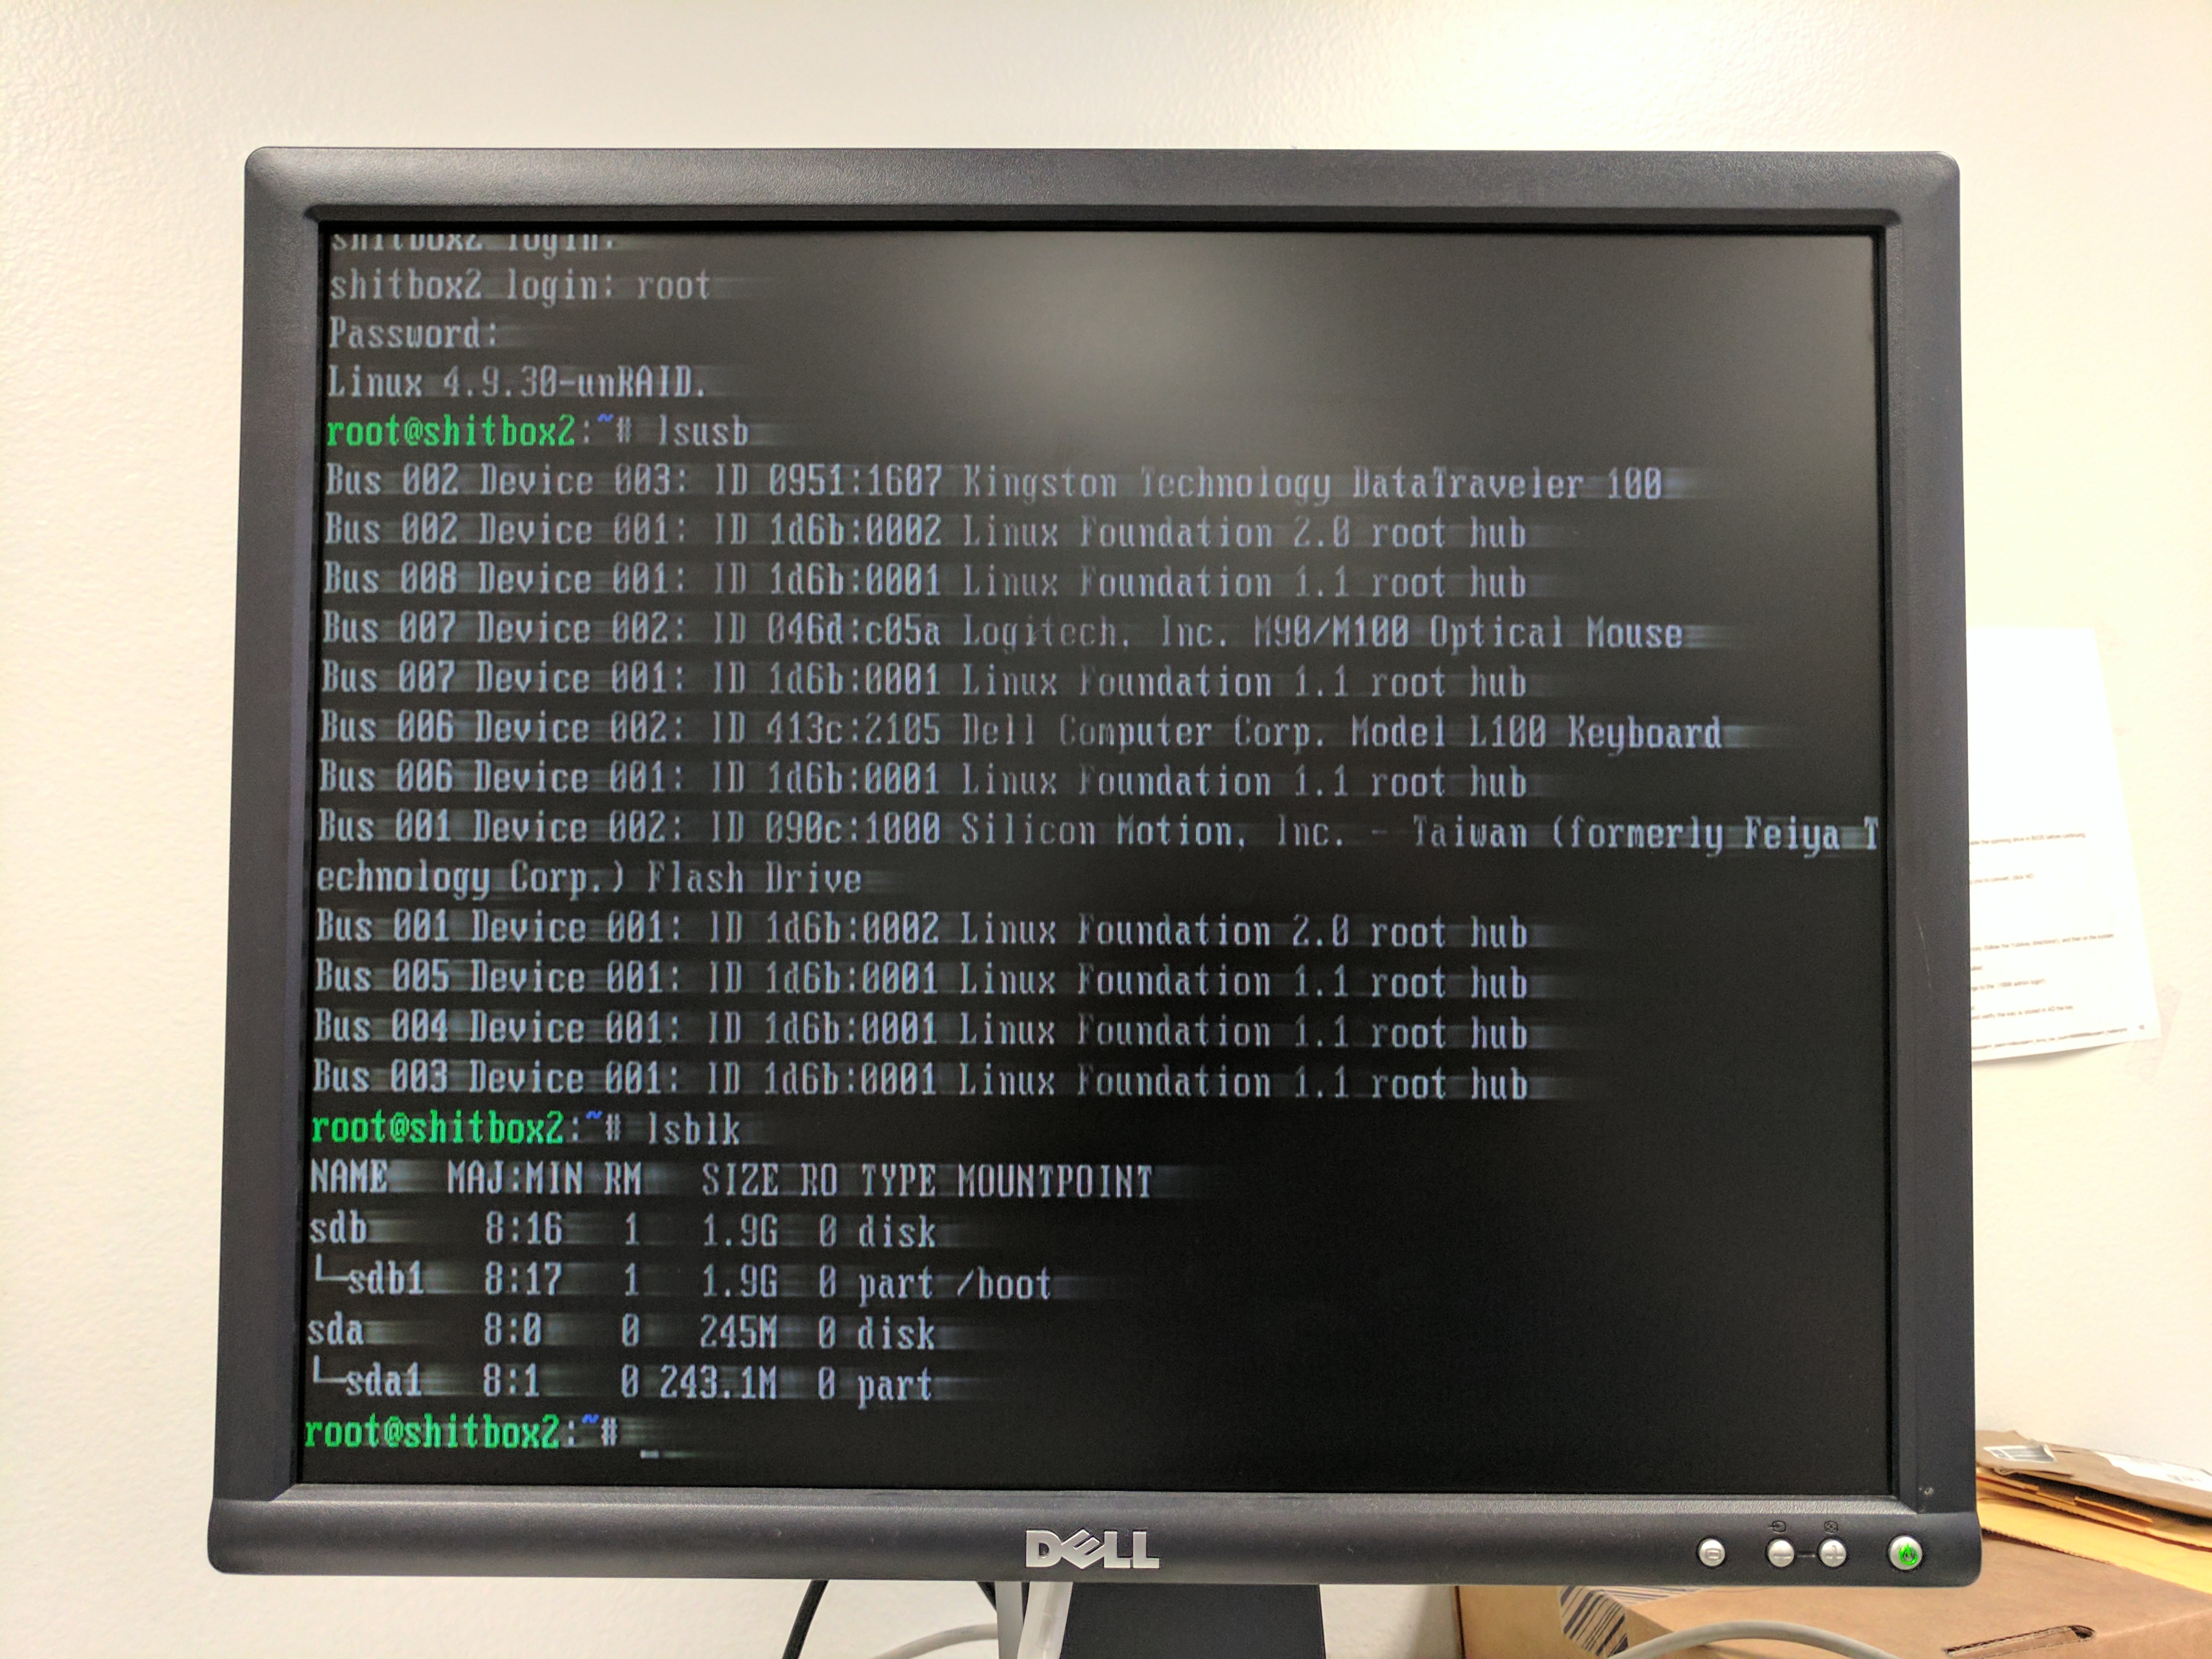 shitbox2 login:
shitbox2 login: root
Password:
Linux 4.9.30-unRAID.
root@shitbox2:~# lsusb
Bus 002 Device 003: ID 0951:1607 Kingston Technology DataTraveler 100
Bus 002 Device 001: ID 1d6b:0002 Linux Foundation 2.0 root hub
Bus 008 Device 001: ID 1d6b:0001 Linux Foundation 1.1 root hub
Bus 007 Device 002: ID 046d:c05a Logitech, Inc. M90/M100 Optical Mouse
Bus 007 Device 001: ID 1d6b:0001 Linux Foundation 1.1 root hub
Bus 006 Device 002: ID 413c:2105 Dell Computer Corp. Model L100 Keyboard
Bus 006 Device 001: ID 1d6b:0001 Linux Foundation 1.1 root hub
Bus 001 Device 002: ID 090c:1000 Silicon Motion, Inc. - Taiwan (formerly Feiya T
echnology Corp.) Flash Drive
Bus 001 Device 001: ID 1d6b:0002 Linux Foundation 2.0 root hub
Bus 005 Device 001: ID 1d6b:0001 Linux Foundation 1.1 root hub
Bus 004 Device 001: ID 1d6b:0001 Linux Foundation 1.1 root hub
Bus 003 Device 001: ID 1d6b:0001 Linux Foundation 1.1 root hub
root@shitbox2:~# lsblk
NAME   MAJ:MIN RM   SIZE RO TYPE MOUNTPOINT
sdb      8:16   1   1.9G  0 disk
└─sdb1   8:17   1   1.9G  0 part /boot
sda      8:0    0   245M  0 disk
└─sda1   8:1    0 243.1M  0 part
root@shitbox2:~# _
DELL